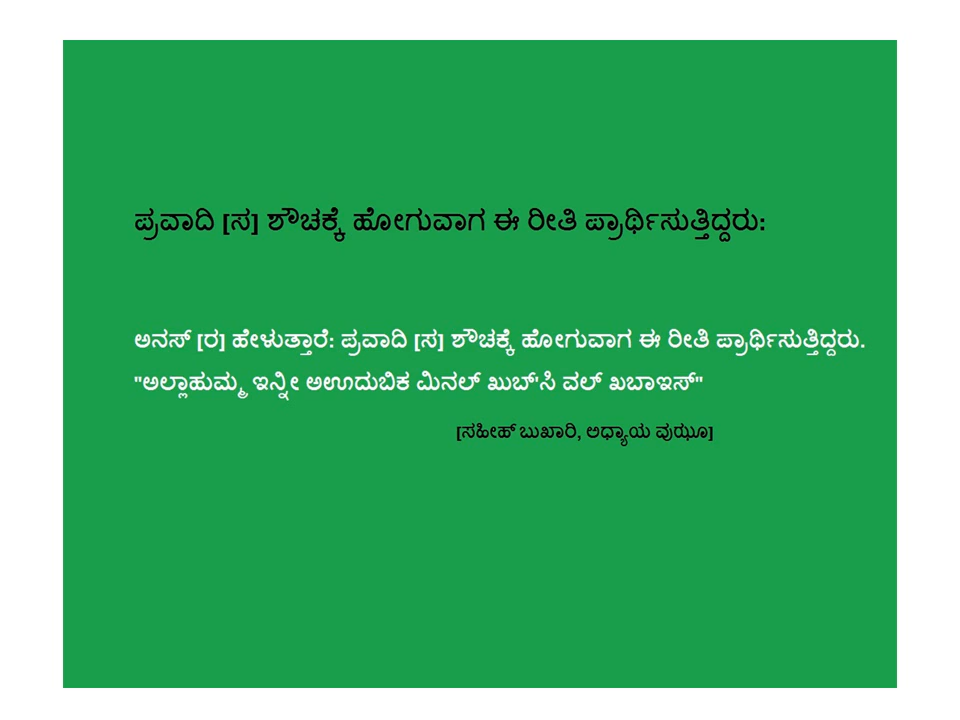 ಪ್ರವಾದಿ [ಸ] ಶೌಚಕ್ಕೆ ಹೋಗುವಾಗ ಈ ರೀತಿ ಪ್ರಾರ್ಥಿಸುತ್ತಿದ್ದರು:
ಅನಸ್ [ರ] ಹೇಳುತ್ತಾರೆ: ಪ್ರವಾದಿ [ಸ] ಶೌಚಕ್ಕೆ ಹೋಗುವಾಗ ಈ ರೀತಿ ಪ್ರಾರ್ಥಿಸುತ್ತಿದ್ದರು.
"ಅಲ್ಲಾಹುಮ್ಮ ಇನ್ನೀ ಅಊದುಬಿಕ ಮಿನಲ್ ಖುಬ್'ಸಿ ವಲ್ ಖಬಾಇಸ್"
[ಸಹೀಹ್ ಬುಖಾರಿ, ಅಧ್ಯಾಯ ವುಝೂ]